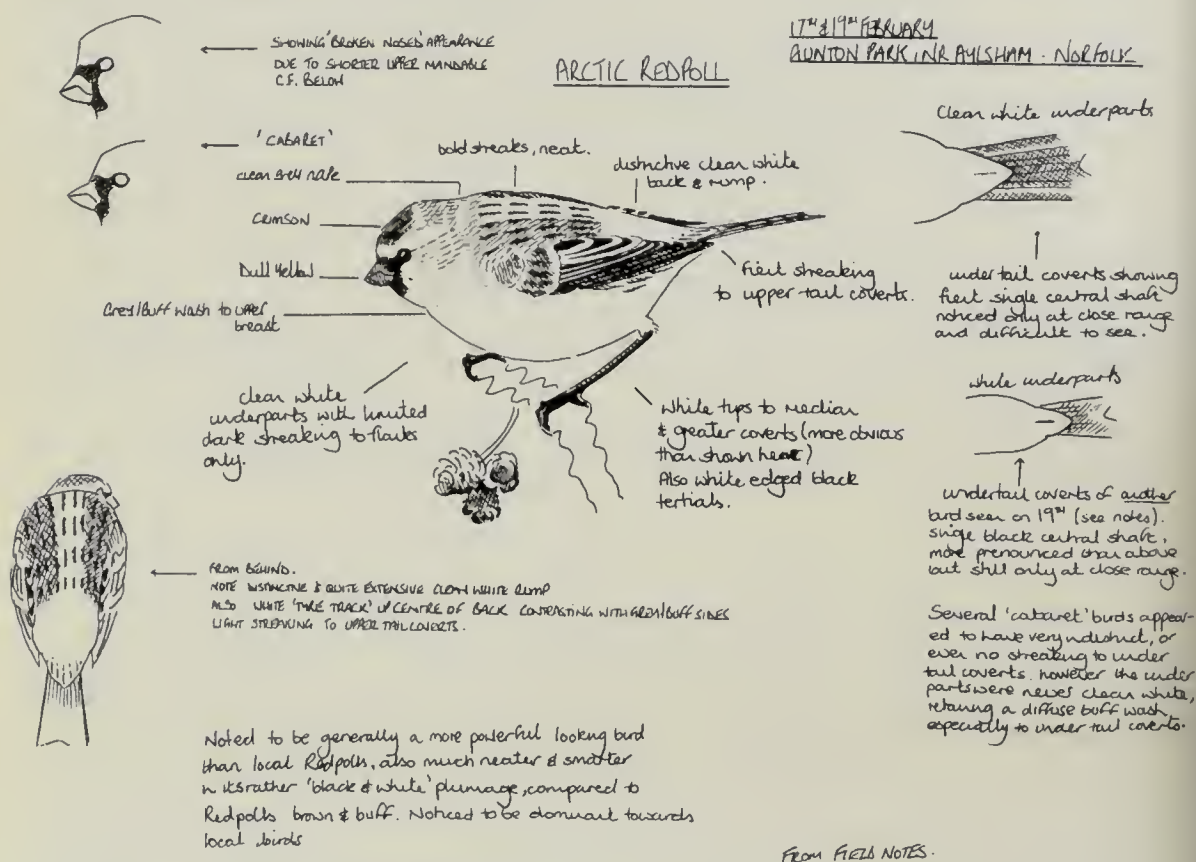 17TH & 19TH FEBRUARY
GUNTON PARK, NR AYLSHAM - NORFOLK
ARCTIC REDPOLL
SHOWING 'BROKEN NOSED' APPEARANCE
DUE TO SHORTER UPPER MANDABLE
C.F. BELOW
'CABARET'
clean grey nape
CRIMSON
Dull Yellow
Grey/Buff wash to upper
breast
bold streaks, neat.
distinctive clean white
back & rump.
faint streaking
to upper tail coverts.
clean white
underparts with limited
dark streaking to flanks
only.
White tips to median
& greater coverts (more obvious
than shown here)
Also white edged black
tertials.
Clean white underparts
undertail coverts showing
faint single central shaft
noticed only at close range
and difficult to see.
white underparts
undertail coverts of another
bird seen on 19TH (see notes).
single black central shaft,
more pronounced than above
but still only at close range.
Several 'cabaret' birds appear-
ed to have very indistinct, or
even no streaking to under
tail coverts. however the under
parts were never clean white,
retaining a diffuse buff wash
especially to under tail coverts.
FROM BEHIND.
NOTE DISTINCTIVE & QUITE EXTENSIVE CLEAN WHITE RUMP
ALSO WHITE 'TYRE TRACK' UP CENTRE OF BACK CONTRASTING WITH GREY/BUFF SIDES
LIGHT STREAKING TO UPPER TAIL COVERTS.
Noted to be generally a more powerful looking bird
than local Redpolls, also much neater & smarter
in its rather 'black & white' plumage, compared to
Redpolls brown & buff. Noticed to be dominant towards
local birds
FROM FIELD NOTES.